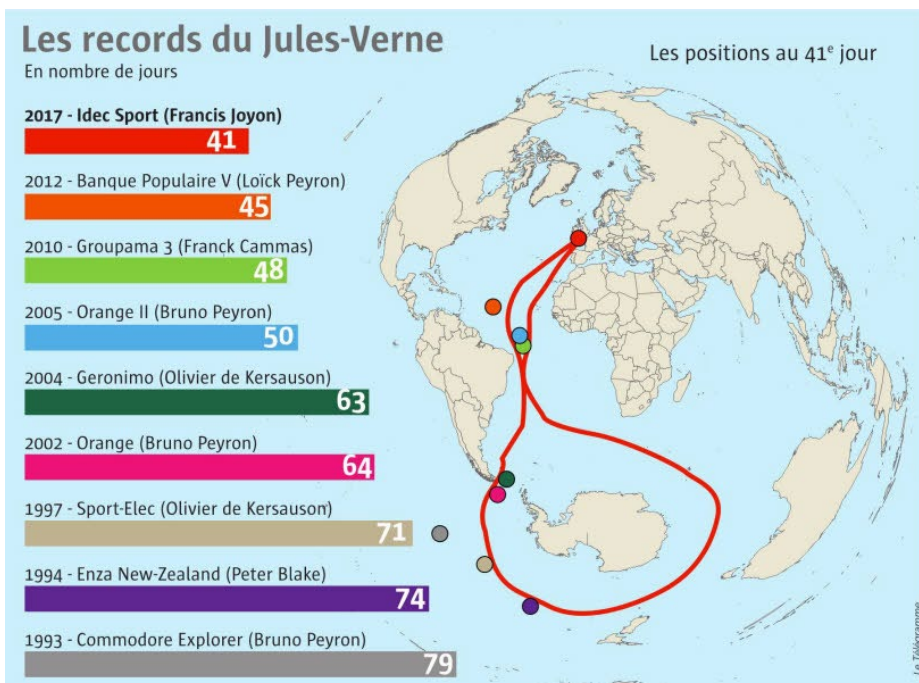 Les records du Jules-Verne
En nombre de jours
Les positions au 41e jour
2017 - Idec Sport (Francis Joyon)
41
2012 - Banque Populaire V (Loïck Peyron)
45
2010 - Groupama 3 (Franck Cammas)
48
2005 - Orange II (Bruno Peyron)
50
2004 - Geronimo (Olivier de Kersauson)
63
2002 - Orange (Bruno Peyron)
64
1997 - Sport-Elec (Olivier de Kersauson)
71
1994 - Enza New-Zealand (Peter Blake)
74
1993 - Commodore Explorer (Bruno Peyron)
79
Le Télégramme